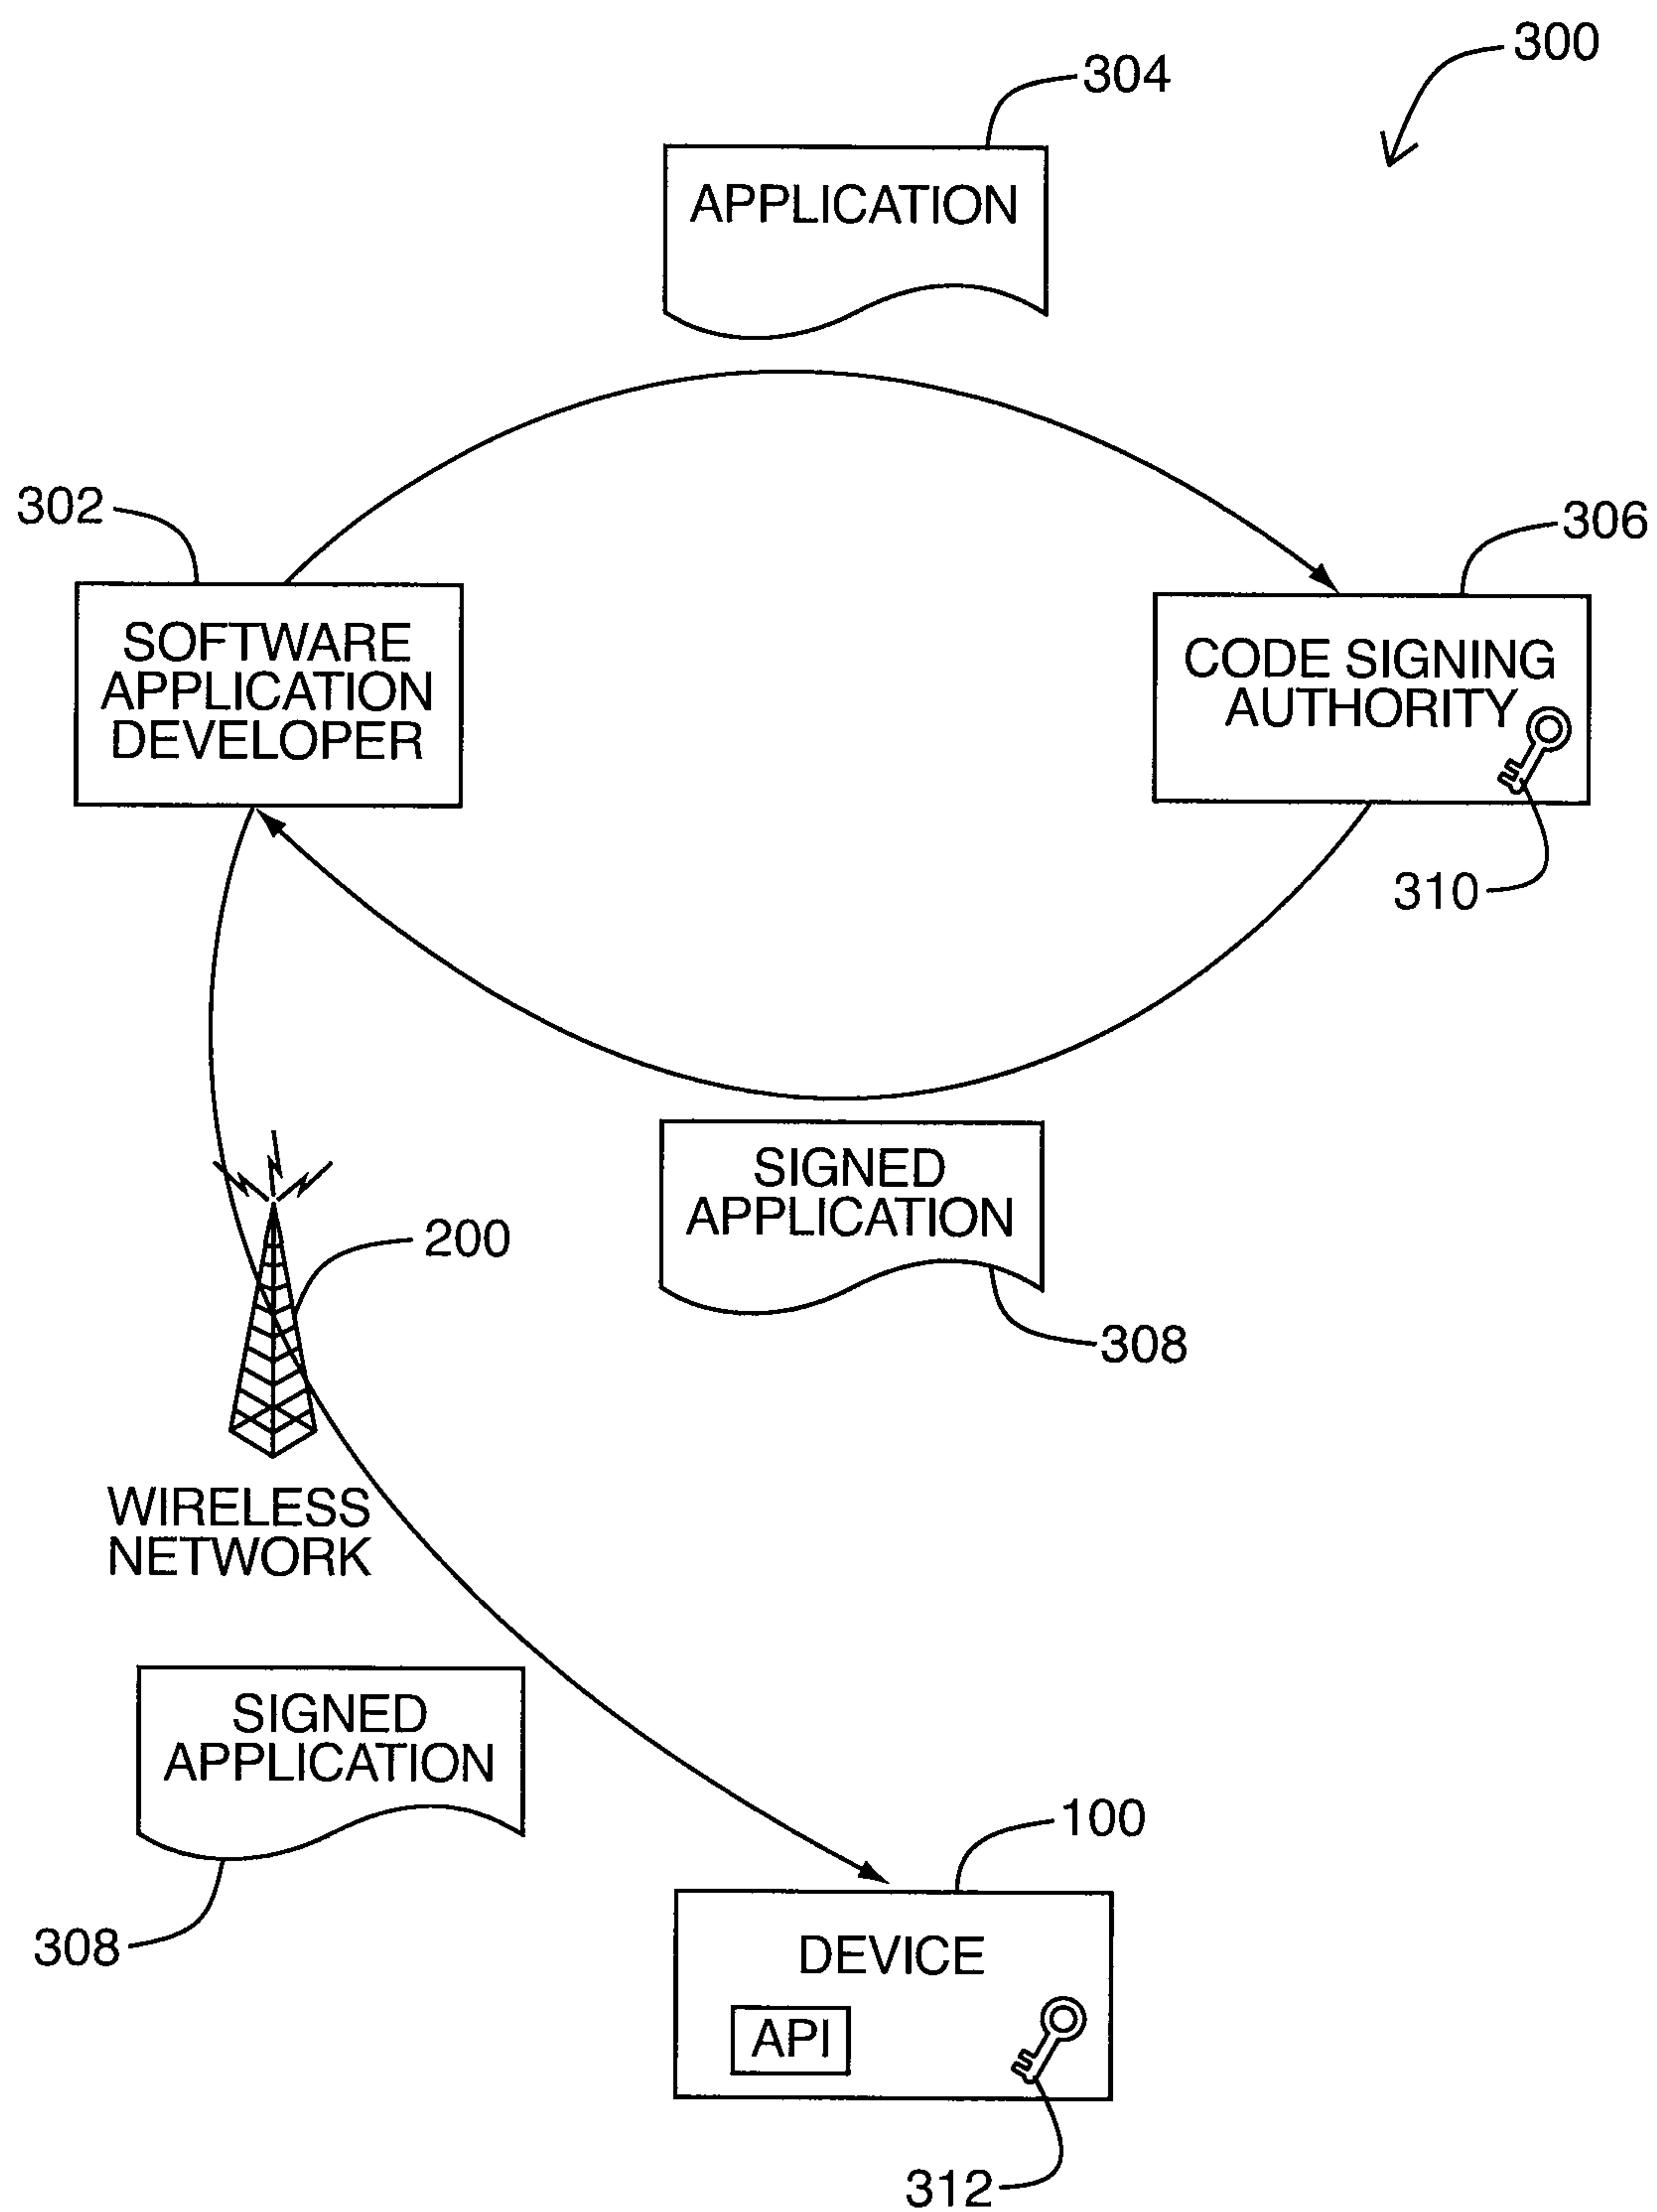 300
304
APPLICATION
302
306
SOFTWARE
APPLICATION
DEVELOPER
CODE SIGNING
AUTHORITY
310
SIGNED
APPLICATION
200
308
WIRELESS
NETWORK
SIGNED
APPLICATION
308
100
DEVICE
API
312